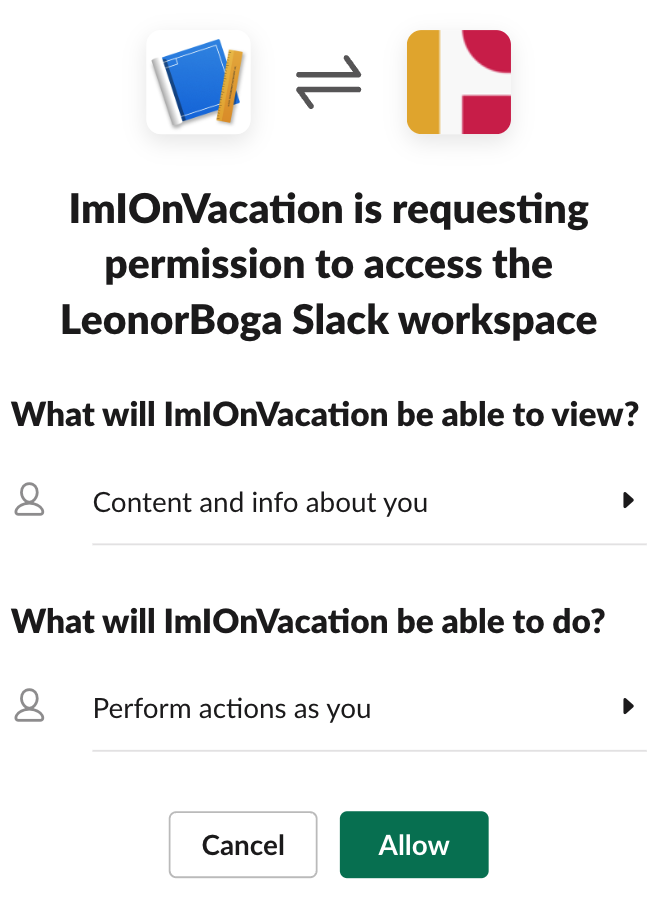 ImIOnVacation is requesting
permission to access the
LeonorBoga Slack workspace
What will ImIOnVacation be able to view?
Content and info about you
What will ImIOnVacation be able to do?
Perform actions as you
Cancel
Allow